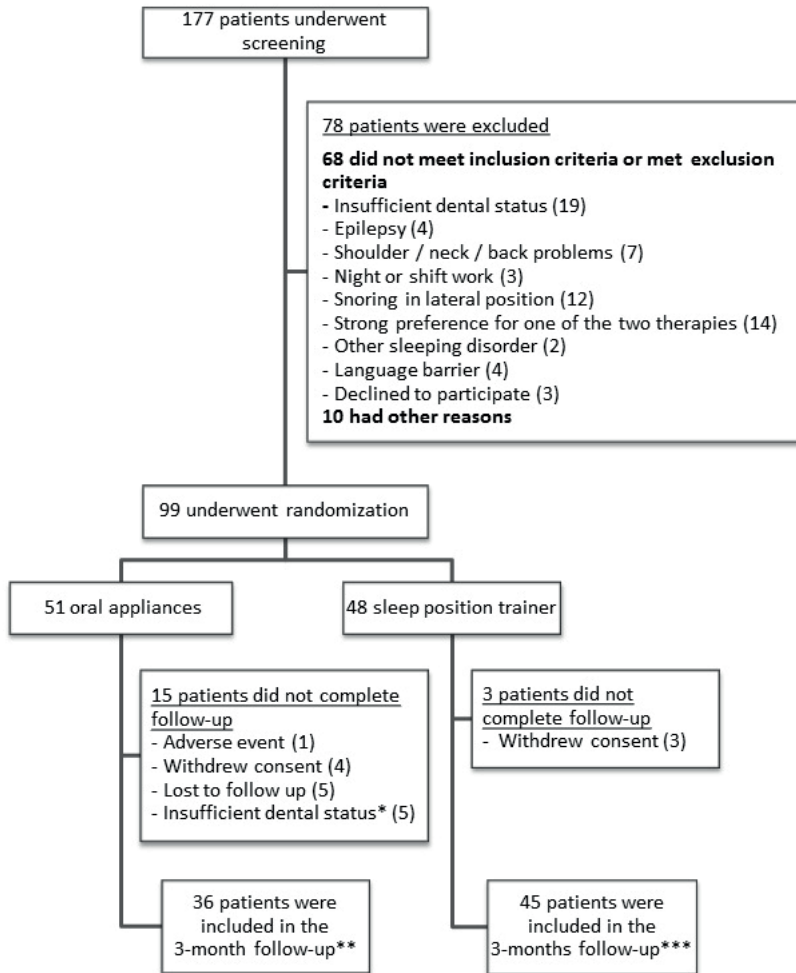 177 patients underwent
screening
78 patients were excluded
68 did not meet inclusion criteria or met exclusion
criteria
- Insufficient dental status (19)
- Epilepsy (4)
- Shoulder / neck / back problems (7)
- Night or shift work (3)
- Snoring in lateral position (12)
- Strong preference for one of the two therapies (14)
- Other sleeping disorder (2)
- Language barrier (4)
- Declined to participate (3)
10 had other reasons
99 underwent randomization
51 oral appliances
48 sleep position trainer
15 patients did not complete
follow-up
- Adverse event (1)
- Withdrew consent (4)
- Lost to follow up (5)
- Insufficient dental status* (5)
3 patients did not
complete follow-up
- Withdrew consent (3)
36 patients were
included in the
3-month follow-up**
45 patients were
included in the
3-months follow-up***